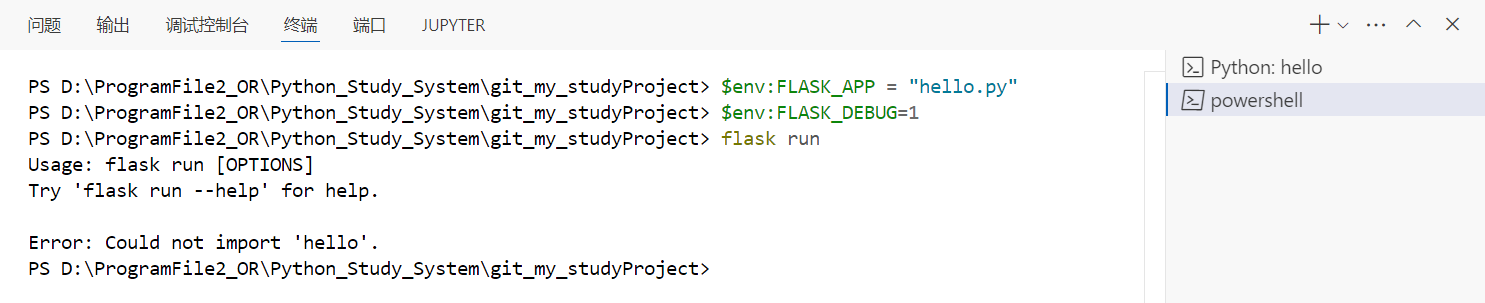 问题 输出 调试控制台 终端 端口 JUPYTER
PS D:\ProgramFile2_OR\Python_Study_System\git_my_studyProject> $env:FLASK_APP = "hello.py"
PS D:\ProgramFile2_OR\Python_Study_System\git_my_studyProject> $env:FLASK_DEBUG=1
PS D:\ProgramFile2_OR\Python_Study_System\git_my_studyProject> flask run
Usage: flask run [OPTIONS]
Try 'flask run --help' for help.
Error: Could not import 'hello'.
PS D:\ProgramFile2_OR\Python_Study_System\git_my_studyProject>
Python: hello
powershell